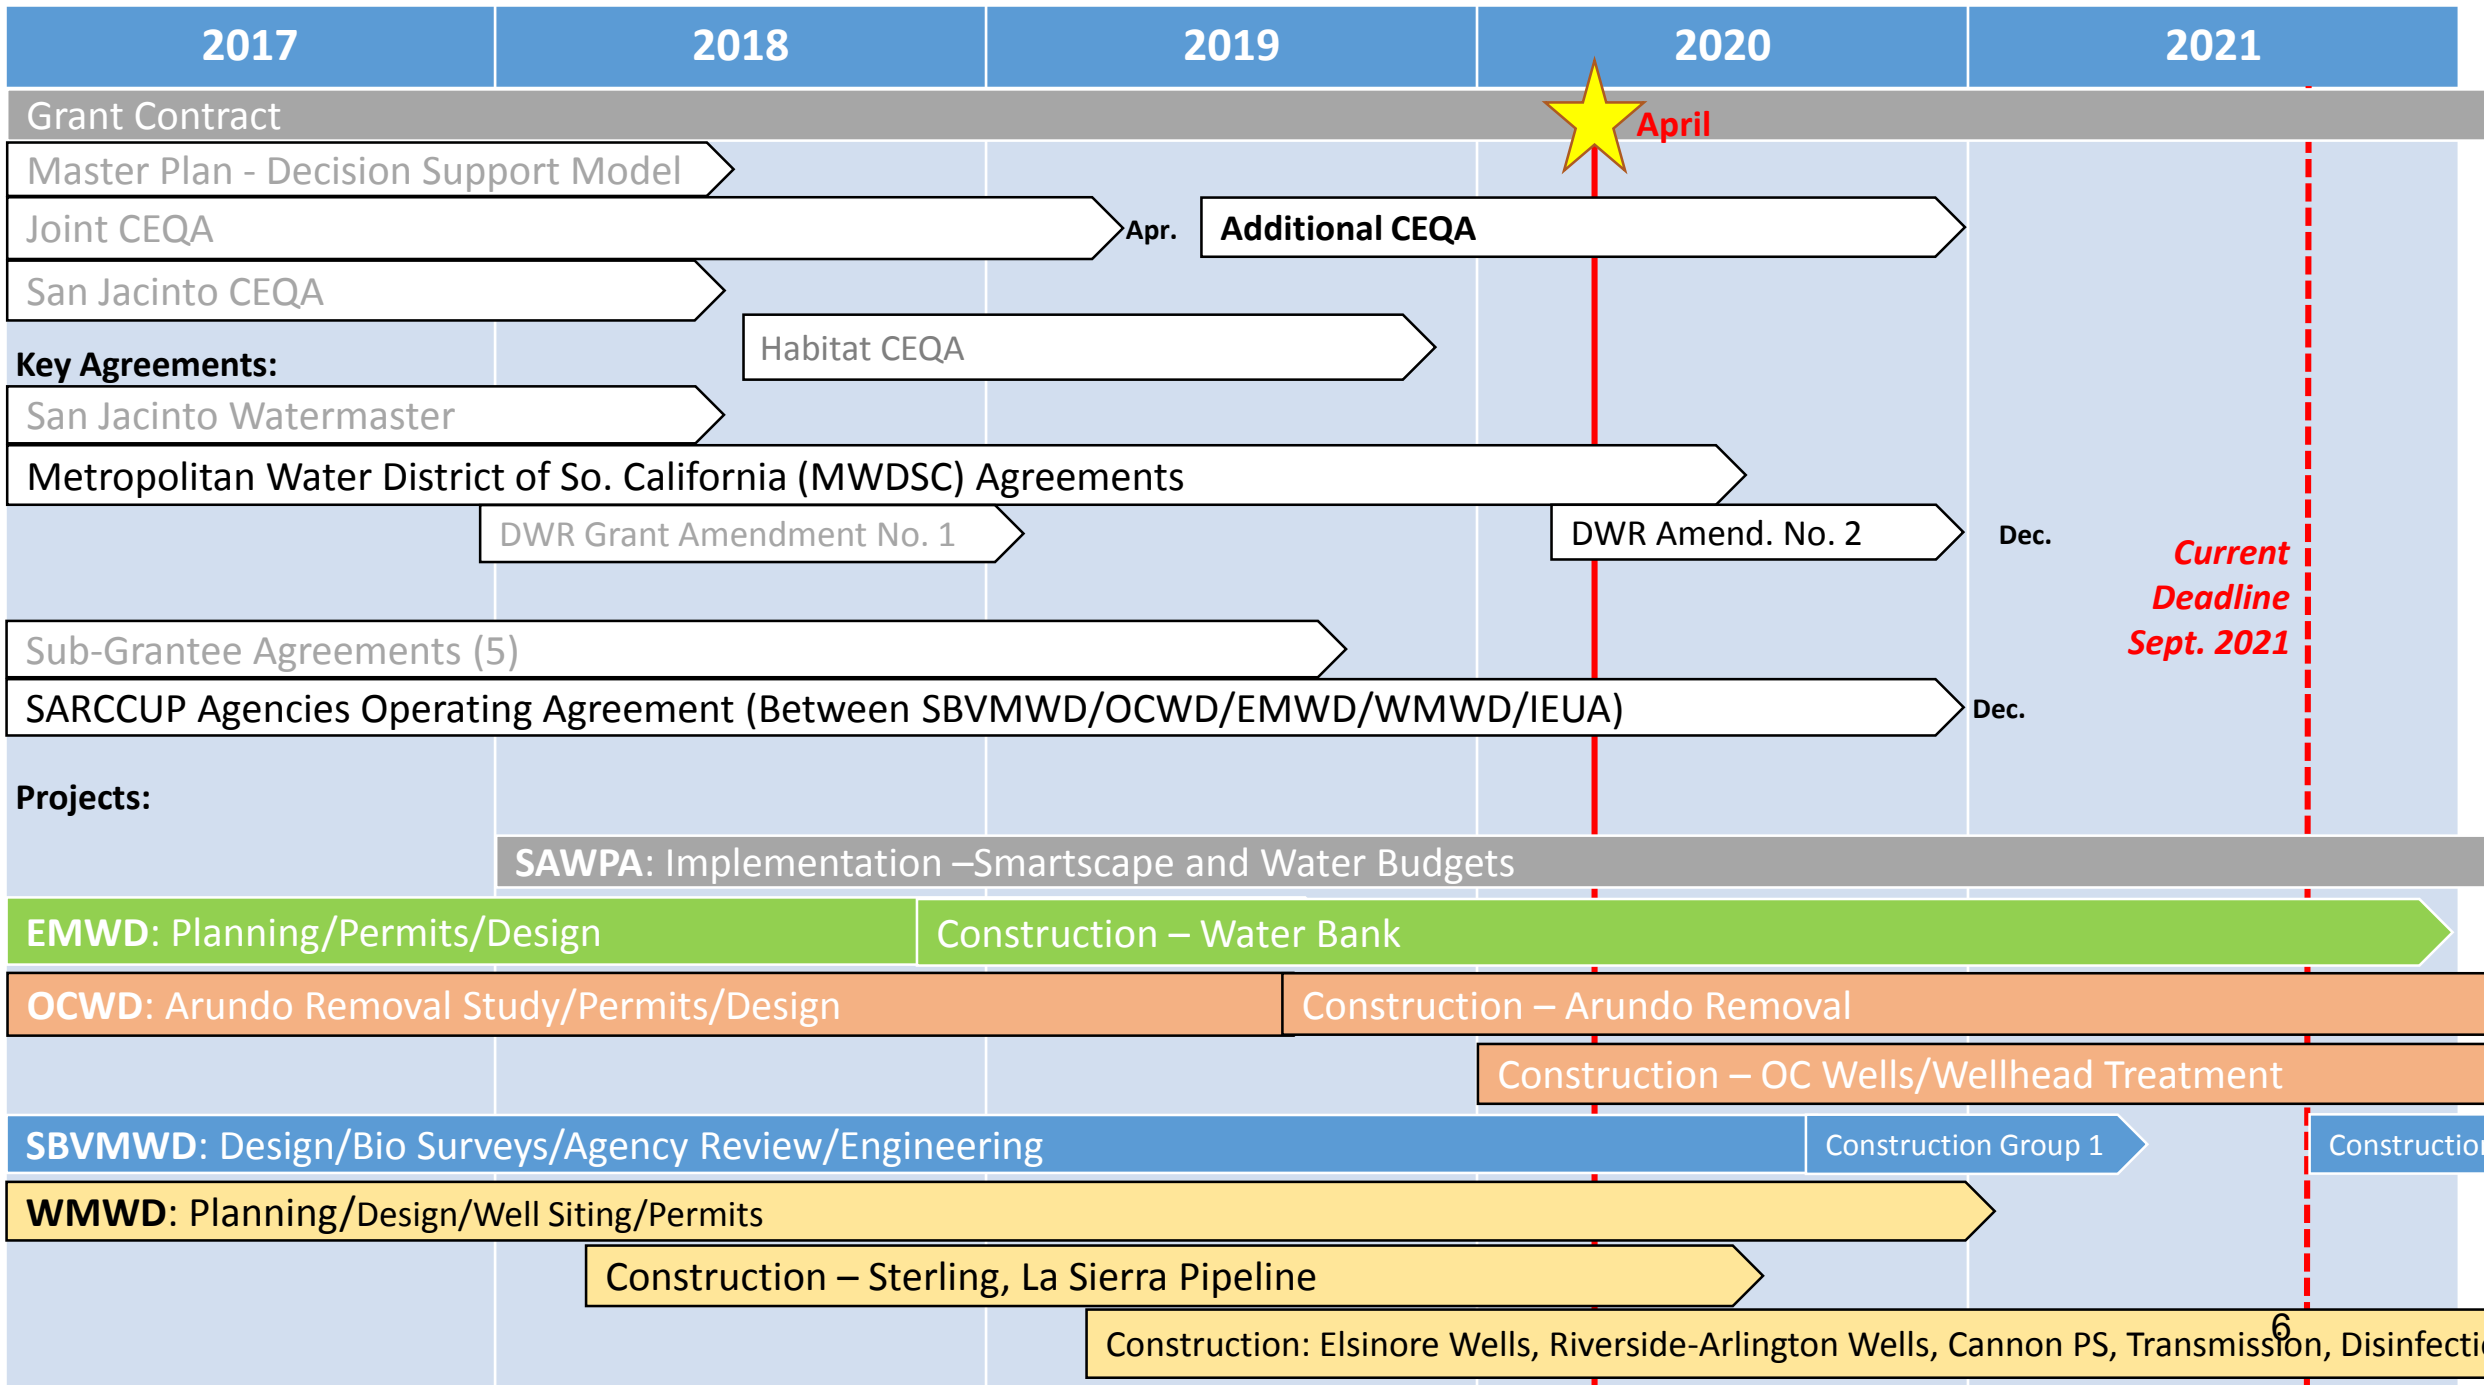 2017 2018 2019 2020 2021
Grant Contract
April
Master Plan - Decision Support Model
Joint CEQA
Apr.
Additional CEQA
San Jacinto CEQA
Habitat CEQA
Key Agreements:
San Jacinto Watermaster
Metropolitan Water District of So. California (MWDSC) Agreements
DWR Grant Amendment No. 1
DWR Amend. No. 2
Dec.
Current
Deadline
Sept. 2021
Sub-Grantee Agreements (5)
SARCCUP Agencies Operating Agreement (Between SBVMWD/OCWD/EMWD/WMWD/IEUA)
Dec.
Projects:
SAWPA: Implementation –Smartscape and Water Budgets
EMWD: Planning/Permits/Design
Construction – Water Bank
OCWD: Arundo Removal Study/Permits/Design
Construction – Arundo Removal
Construction – OC Wells/Wellhead Treatment
SBVMWD: Design/Bio Surveys/Agency Review/Engineering
Construction Group 1
Construction
WMWD: Planning/Design/Well Siting/Permits
Construction – Sterling, La Sierra Pipeline
6
Construction: Elsinore Wells, Riverside-Arlington Wells, Cannon PS, Transmission,